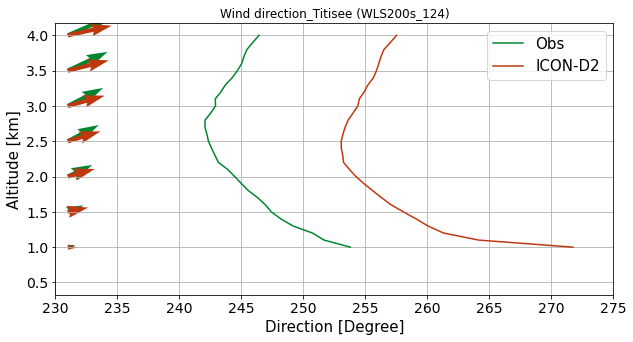 Wind direction_Titisee (WLS200s_124)
Obs
ICON-D2
Altitude [km]
4.0
3.5
3.0
2.5
2.0
1.5
1.0
0.5
230 235 240 245 250 255 260 265 270 275
Direction [Degree]